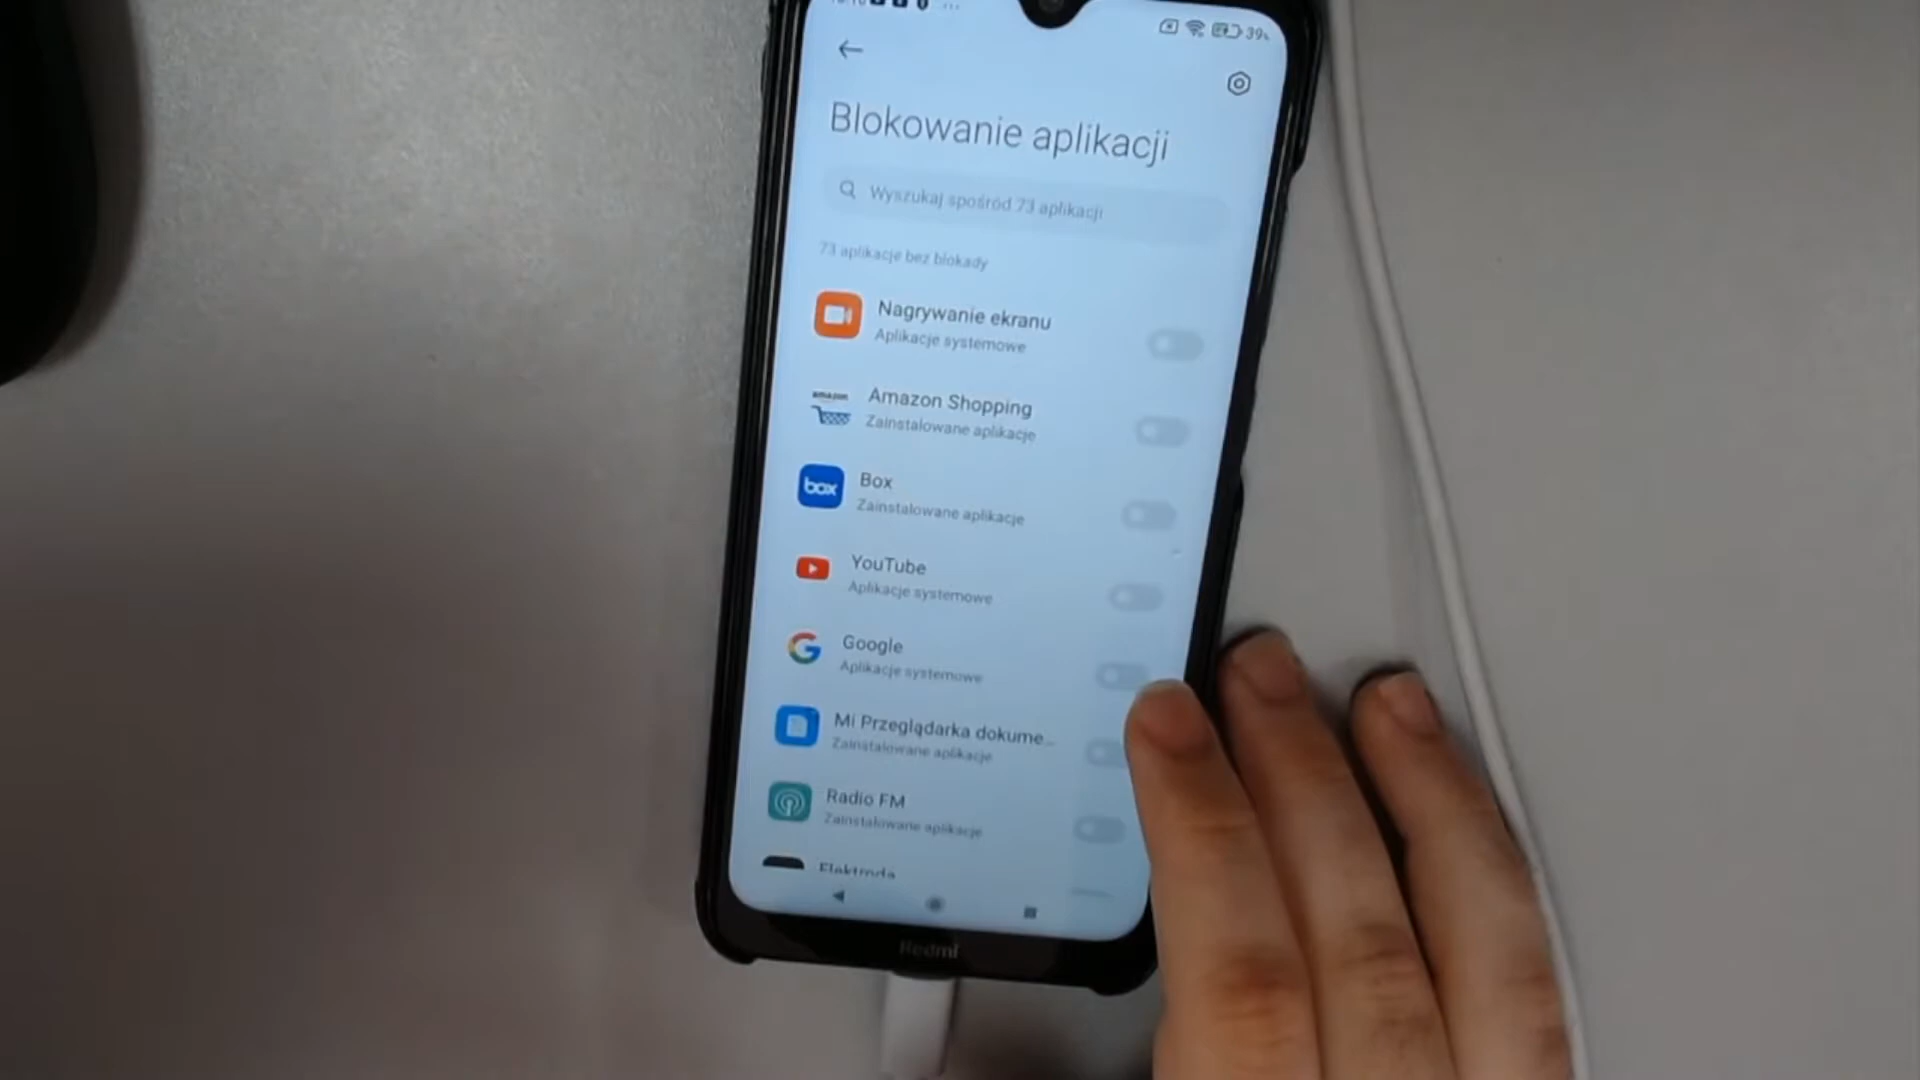 39%
Blokowanie aplikacji
Wyszukaj spośród 73 aplikacji
73 aplikacje bez blokady
Nagrywanie ekranu
Aplikacje systemowe
amazon
Amazon Shopping
Zainstalowane aplikacje
box
Box
Zainstalowane aplikacje
YouTube
Aplikacje systemowe
G
Google
Aplikacje systemowe
Mi Przeglądarka dokume...
Zainstalowane aplikacje
Radio FM
Zainstalowane aplikacje
Elektroda
Redmi